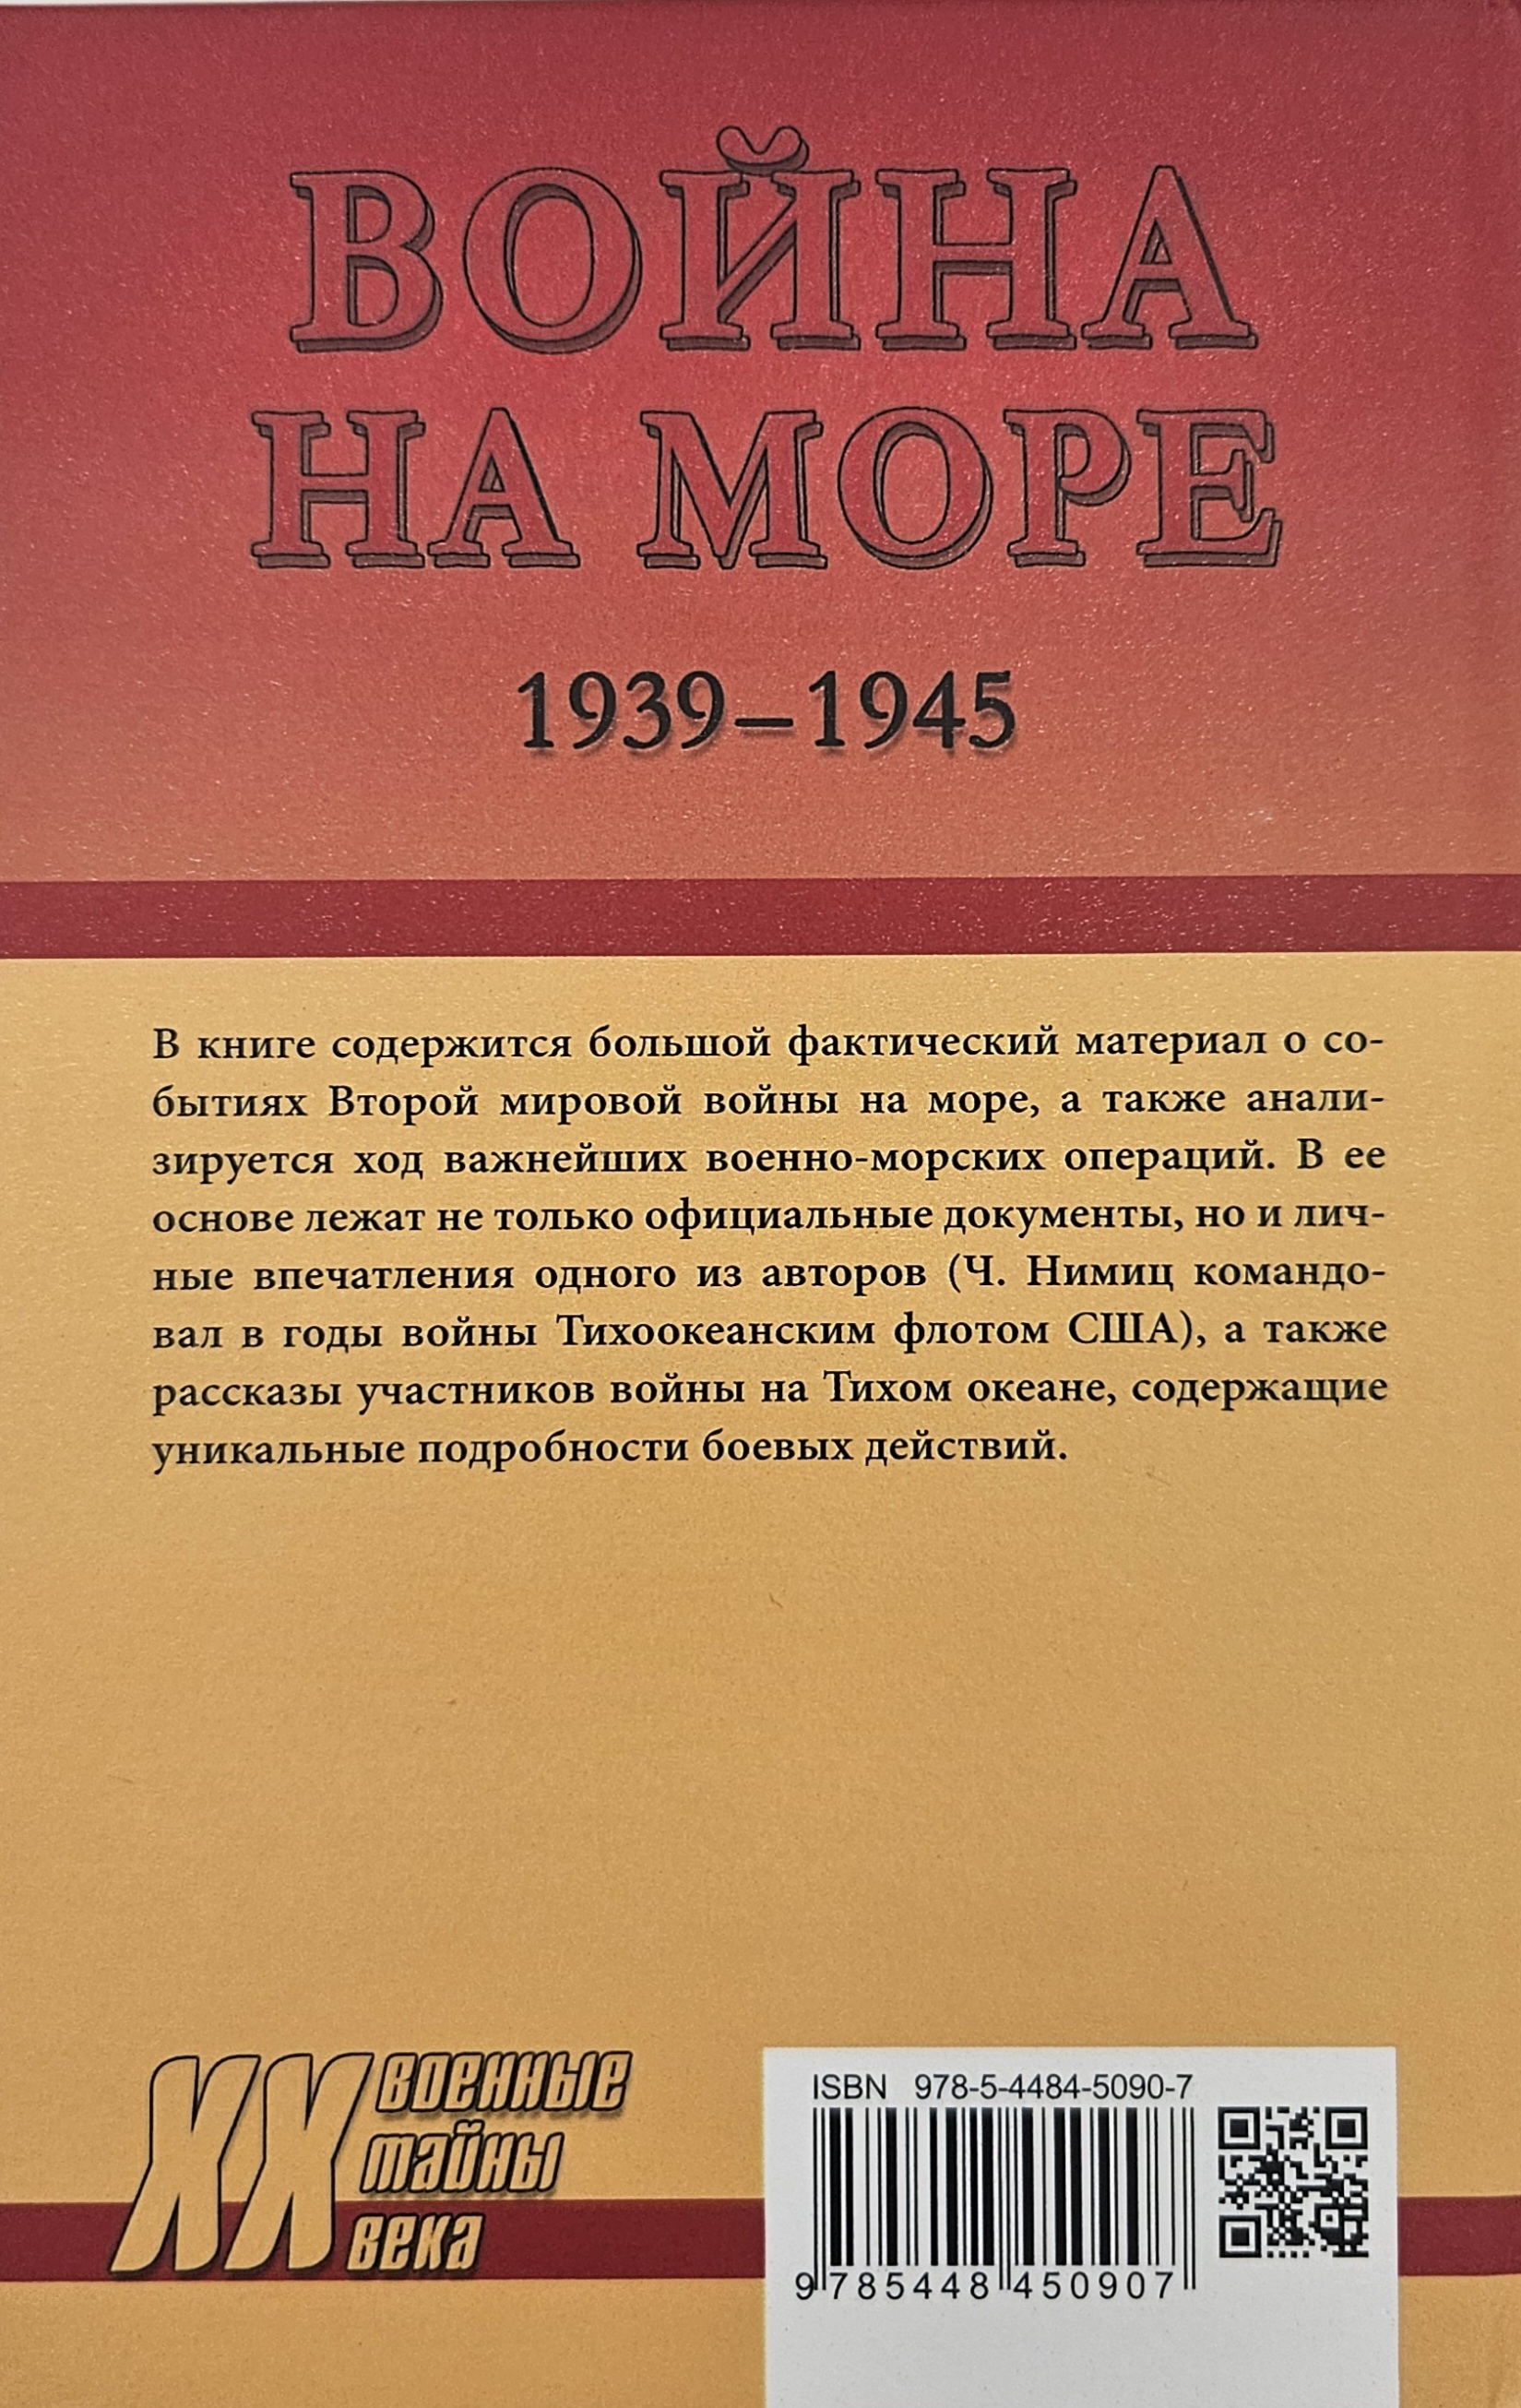 ВОЙНА
НА МОРЕ
1939–1945
В книге содержится большой фактический материал о со-
бытиях Второй мировой войны на море, а также анали-
зируется ход важнейших военно-морских операций. В ее
основе лежат не только официальные документы, но и лич-
ные впечатления одного из авторов (Ч. Нимиц командо-
вал в годы войны Тихоокеанским флотом США), а также
рассказы участников войны на Тихом океане, содержащие
уникальные подробности боевых действий.
XX военные
тайны
века
ISBN 978-5-4484-5090-7
9 785448 450907